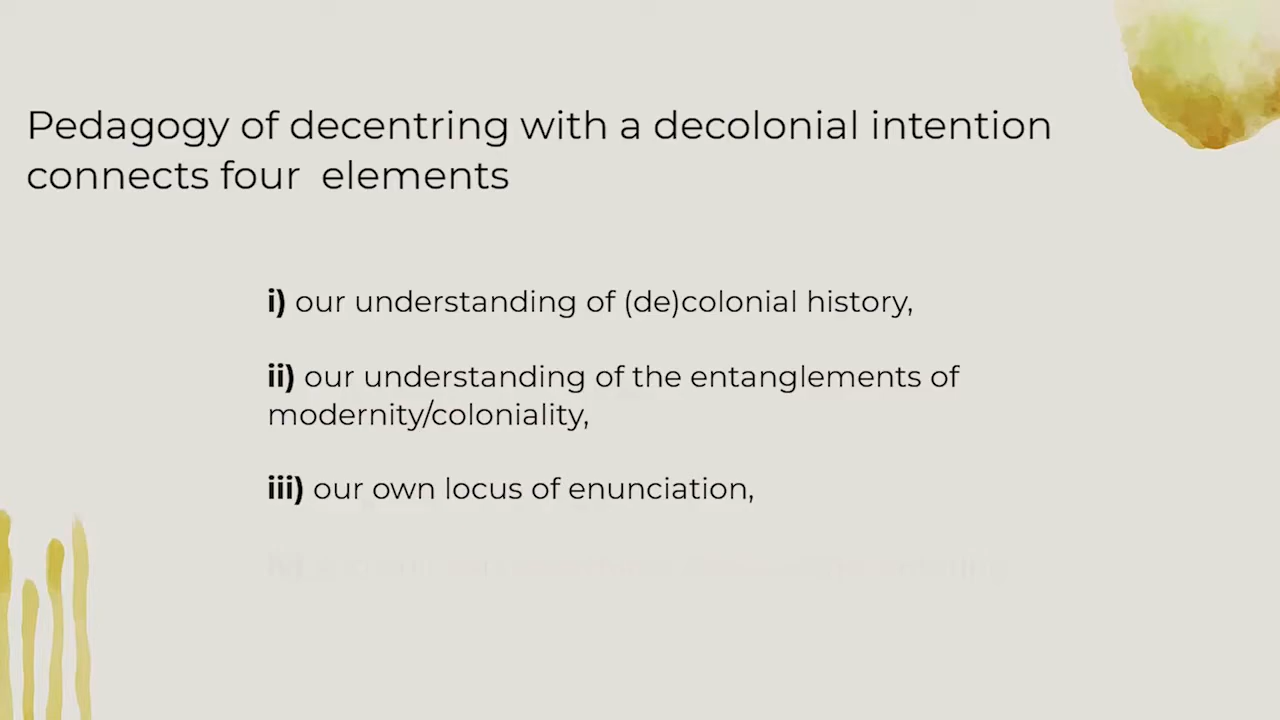 Pedagogy of decentring with a decolonial intention
connects four  elements
i) our understanding of (de)colonial history,
ii) our understanding of the entanglements of
modernity/coloniality,
iii) our own locus of enunciation,
iv)